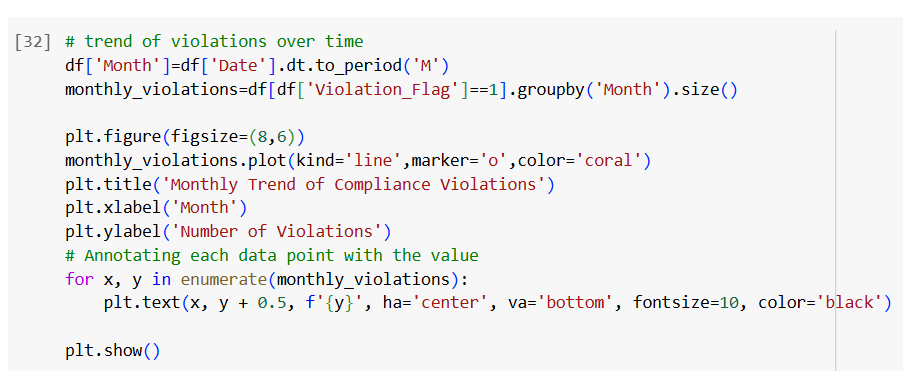 [32] # trend of violations over time
df['Month']=df['Date'].dt.to_period('M')
monthly_violations=df[df['Violation_Flag']==1].groupby('Month').size()
plt.figure(figsize=(8,6))
monthly_violations.plot(kind='line',marker='o',color='coral')
plt.title('Monthly Trend of Compliance Violations')
plt.xlabel('Month')
plt.ylabel('Number of Violations')
# Annotating each data point with the value
for x, y in enumerate(monthly_violations):
    plt.text(x, y + 0.5, f'{y}', ha='center', va='bottom', fontsize=10, color='black')
plt.show()